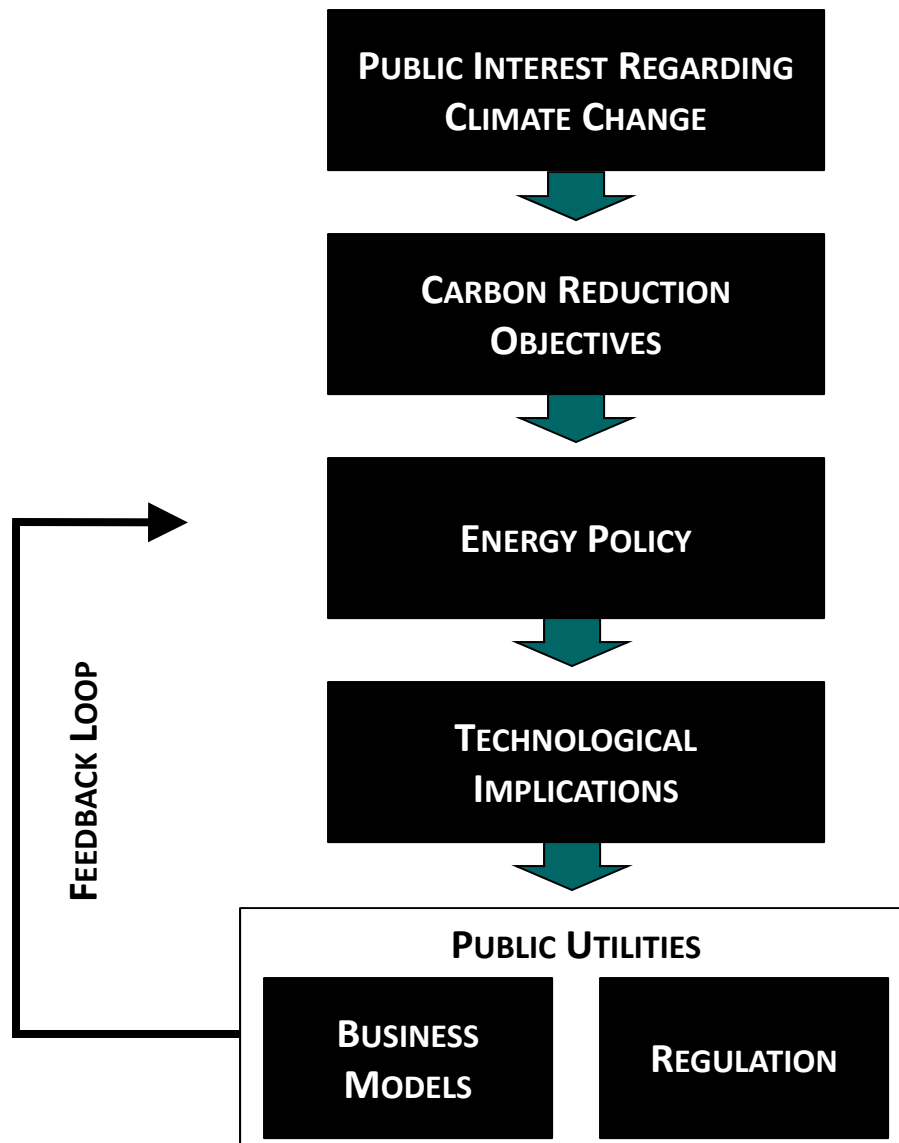 PUBLIC INTEREST REGARDING
CLIMATE CHANGE
CARBON REDUCTION
OBJECTIVES
ENERGY POLICY
TECHNOLOGICAL
IMPLICATIONS
FEEDBACK LOOP
PUBLIC UTILITIES
BUSINESS
MODELS
REGULATION